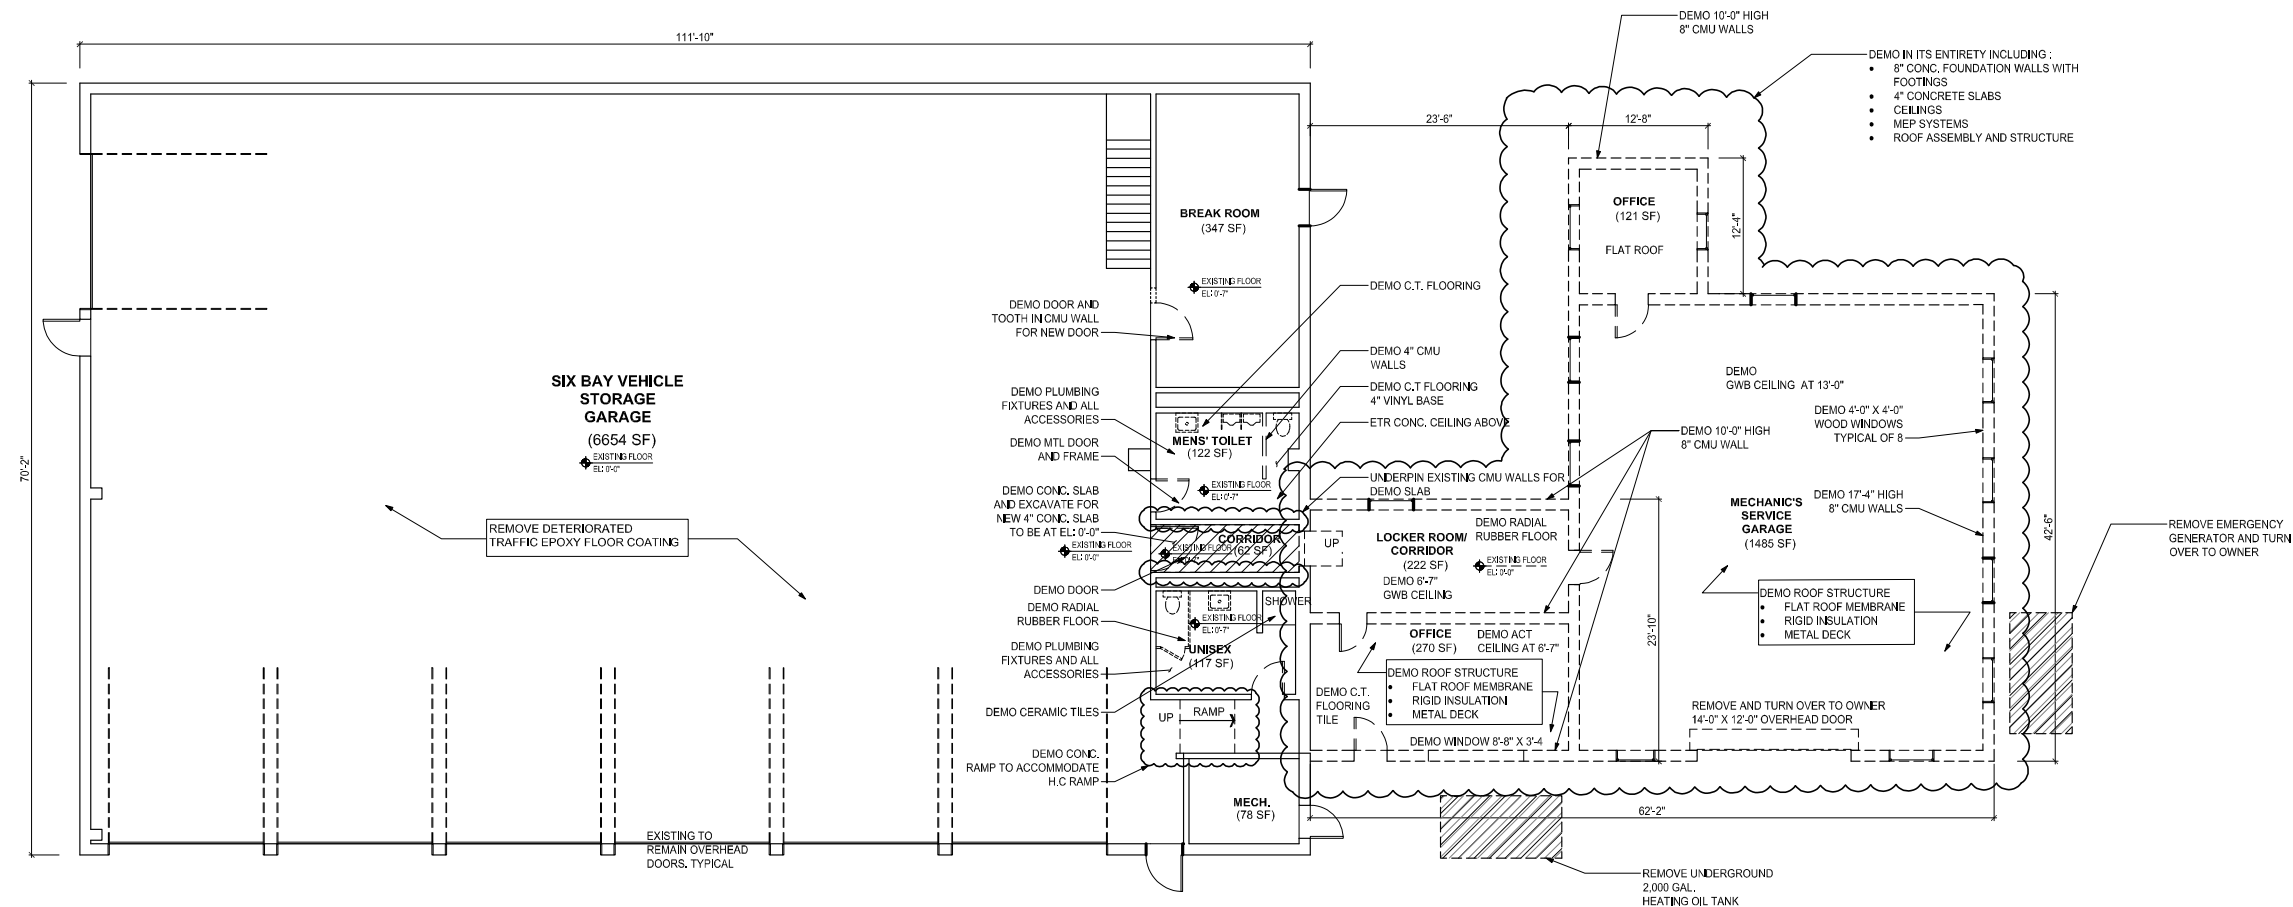 DEMO 10'-0" HIGH
8" CMU WALLS
111'-10"
DEMO IN ITS ENTIRETY INCLUDING :
• 8" CONC. FOUNDATION WALLS WITH
FOOTINGS
• 4" CONCRETE SLABS
• CEILINGS
• MEP SYSTEMS
• ROOF ASSEMBLY AND STRUCTURE
23'-6"
12'-8"
12'-4"
OFFICE
(121 SF)
FLAT ROOF
BREAK ROOM
(347 SF)
EXISTING FLOOR
EL: 0'-7"
DEMO C.T. FLOORING
DEMO DOOR AND
TOOTH IN CMU WALL
FOR NEW DOOR
DEMO 4" CMU
WALLS
DEMO C.T FLOORING
4" VINYL BASE
ETR CONC. CEILING ABOVE
DEMO
GWB CEILING AT 13'-0"
DEMO 4'-0" X 4'-0"
WOOD WINDOWS
TYPICAL OF 8
DEMO 10'-0" HIGH
8" CMU WALL
SIX BAY VEHICLE
STORAGE
GARAGE
(6654 SF)
EXISTING FLOOR
EL: 0'-0"
70'-2"
DEMO PLUMBING
FIXTURES AND ALL
ACCESSORIES
MENS' TOILET
(122 SF)
DEMO MTL DOOR
AND FRAME
EXISTING FLOOR
EL: 0'-7"
UNDERPIN EXISTING CMU WALLS FOR
DEMO SLAB
DEMO CONC. SLAB
AND EXCAVATE FOR
NEW 4" CONC. SLAB
TO BE AT EL: 0'-0"
EXISTING FLOOR
EL: 0'-0"
REMOVE DETERIORATED
TRAFFIC EPOXY FLOOR COATING
CORRIDOR
(62 SF)
EXISTING FLOOR
UP
LOCKER ROOM/
CORRIDOR
(222 SF)
DEMO 6'-7"
GWB CEILING
DEMO RADIAL
RUBBER FLOOR
EXISTING FLOOR
EL: 0'-0"
MECHANIC'S
SERVICE
GARAGE
(1485 SF)
DEMO 17'-4" HIGH
8" CMU WALLS
42'-6"
REMOVE EMERGENCY
GENERATOR AND TURN
OVER TO OWNER
DEMO DOOR
DEMO RADIAL
RUBBER FLOOR
SHOWER
EXISTING FLOOR
EL: 0'-7"
UNISEX
(117 SF)
DEMO PLUMBING
FIXTURES AND ALL
ACCESSORIES
DEMO CERAMIC TILES
OFFICE
(270 SF)
DEMO ACT
CEILING AT 6'-7"
23'-10"
DEMO ROOF STRUCTURE
• FLAT ROOF MEMBRANE
• RIGID INSULATION
• METAL DECK
DEMO ROOF STRUCTURE
• FLAT ROOF MEMBRANE
• RIGID INSULATION
• METAL DECK
DEMO C.T.
FLOORING
TILE
DEMO WINDOW 8'-8" X 3'-4
REMOVE AND TURN OVER TO OWNER
14'-0" X 12'-0" OVERHEAD DOOR
UP
RAMP
DEMO CONC.
RAMP TO ACCOMMODATE
H.C RAMP
MECH.
(78 SF)
62'-2"
EXISTING TO
REMAIN OVERHEAD
DOORS. TYPICAL
REMOVE UNDERGROUND
2,000 GAL.
HEATING OIL TANK